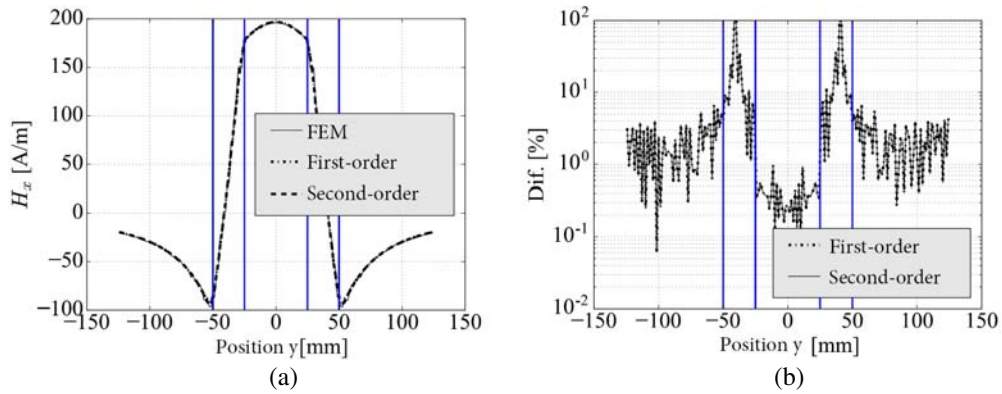 200
150
100
50
0
−50
−100
−150
−100
−50
0
50
100
150
H_x [A/m]
Position y[mm]
FEM
First-order
Second-order
(a)
10^2
10^1
10^0
10^-1
10^-2
−150
−100
−50
0
50
100
150
Dif. [%]
Position y [mm]
First-order
Second-order
(b)